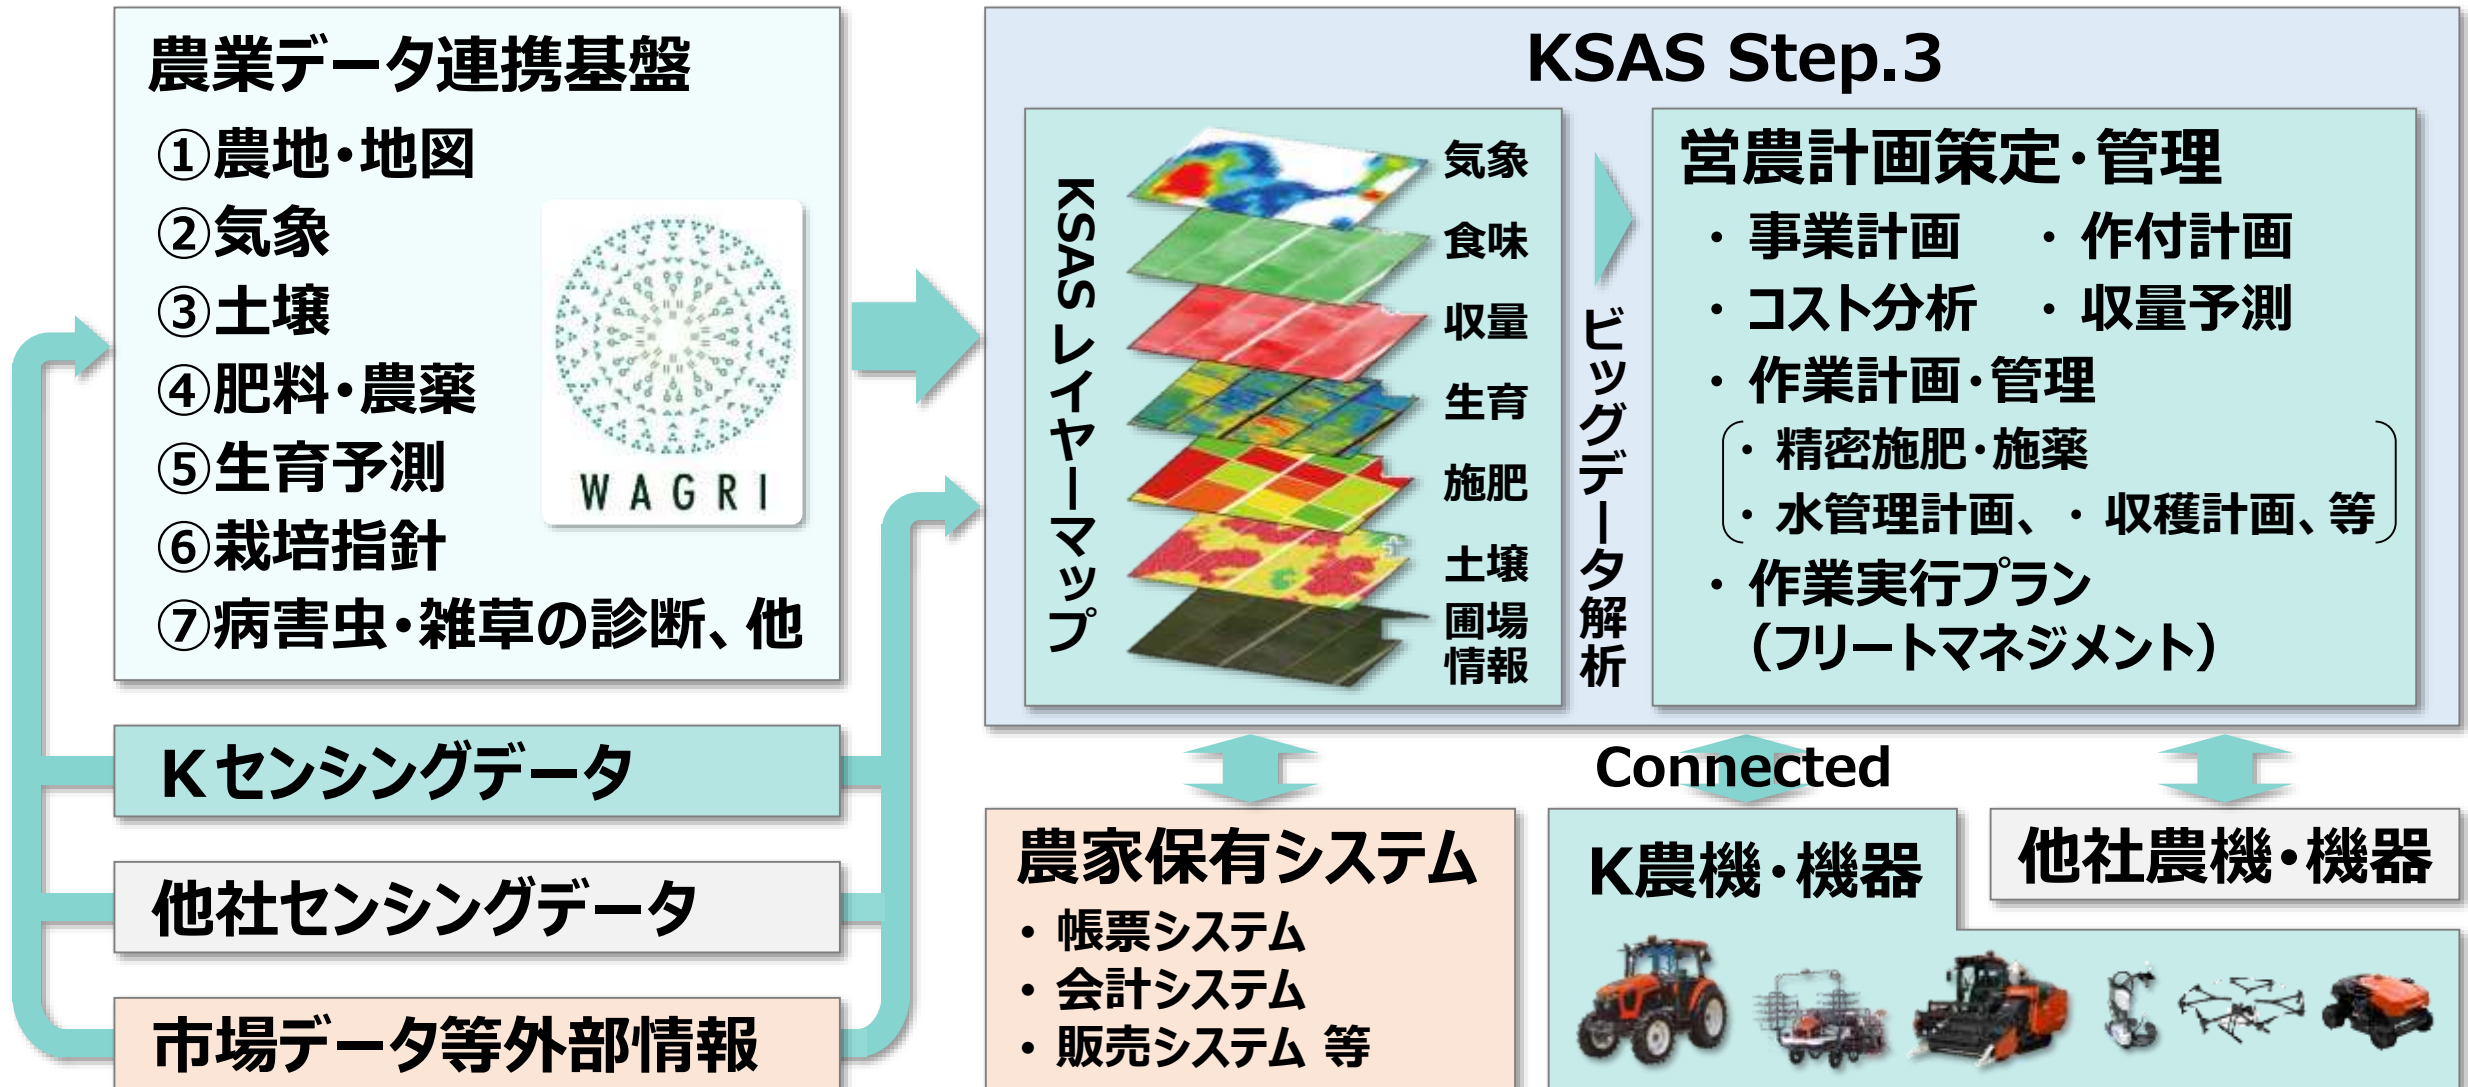 農業データ連携基盤
①農地・地図
②気象
③土壌
④肥料・農薬
⑤生育予測
⑥栽培指針
⑦病害虫・雑草の診断、他
WAGRI
Kセンシングデータ
他社センシングデータ
市場データ等外部情報
KSAS Step.3
KSASレイヤーマップ
気象
食味
収量
生育
施肥
土壌
圃場
情報
ビッグデータ解析
営農計画策定・管理
・事業計画 ・作付計画
・コスト分析 ・収量予測
・作業計画・管理
・精密施肥・施薬
・水管理計画、・収穫計画、等
・作業実行プラン
（フリートマネジメント）
Connected
農家保有システム
・帳票システム
・会計システム
・販売システム 等
K農機・機器
他社農機・機器